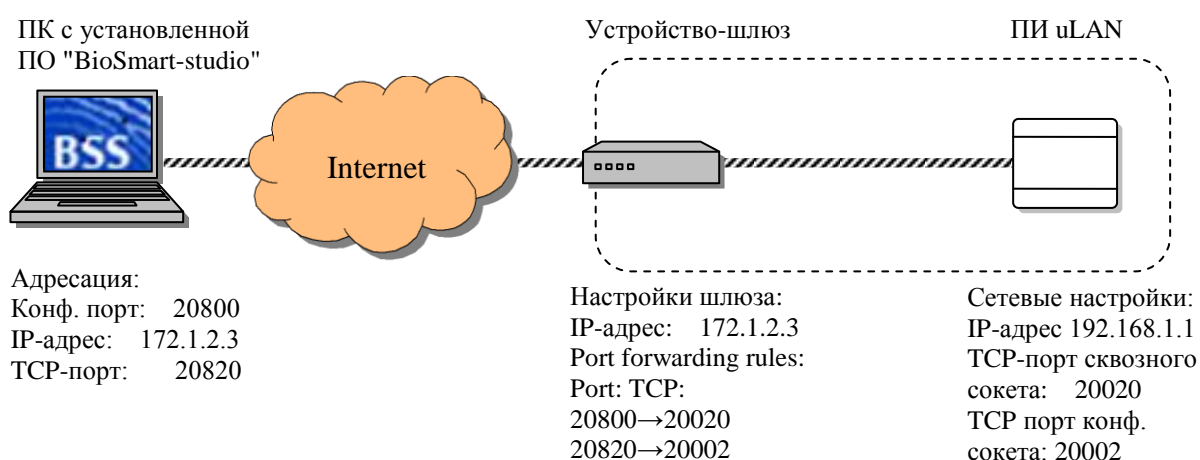 ПК с установленной
ПО "BioSmart-studio"
Устройство-шлюз
ПИ uLAN
BSS
Internet
Адресация:
Конф. порт: 20800
IP-адрес: 172.1.2.3
TCP-порт: 20820
Настройки шлюза:
IP-адрес: 172.1.2.3
Port forwarding rules:
Port: TCP:
20800→20020
20820→20002
Сетевые настройки:
IP-адрес 192.168.1.1
TCP-порт сквозного
сокета: 20020
TCP порт конф.
сокета: 20002